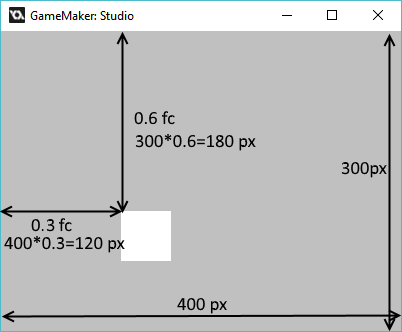 GameMaker: Studio
0.6 fc
300*0.6=180 px
300px
0.3 fc
400*0.3=120 px
400 px